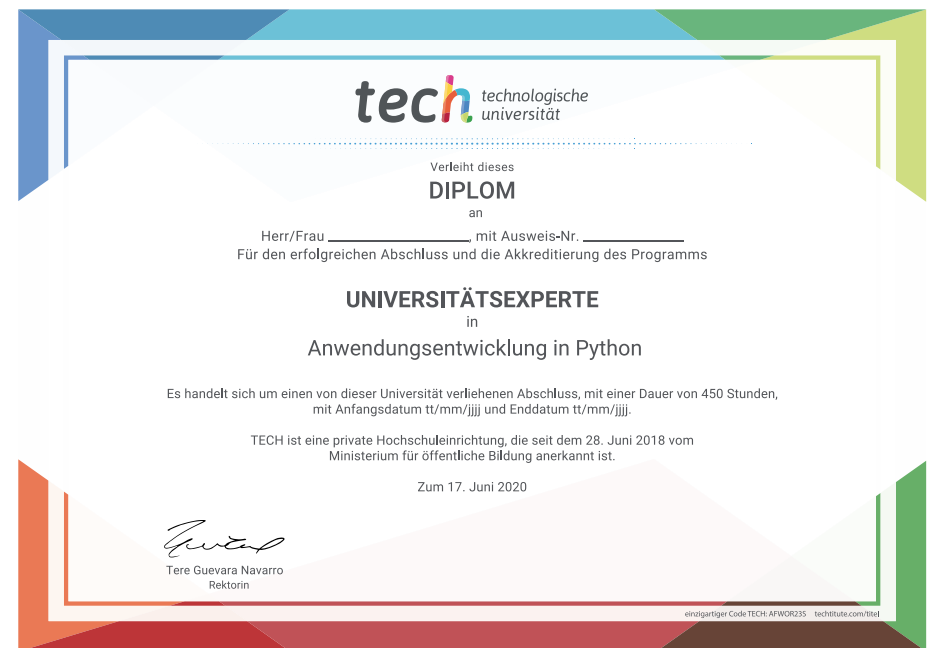 tech technologische
universität
Verleiht dieses
DIPLOM
an
Herr/Frau ____________________, mit Ausweis-Nr. ______________
Für den erfolgreichen Abschluss und die Akkreditierung des Programms
UNIVERSITÄTSEXPERTE
in
Anwendungsentwicklung in Python
Es handelt sich um einen von dieser Universität verliehenen Abschluss, mit einer Dauer von 450 Stunden,
mit Anfangsdatum tt/mm/jjjj und Enddatum tt/mm/jjjj.
TECH ist eine private Hochschuleinrichtung, die seit dem 28. Juni 2018 vom
Ministerium für öffentliche Bildung anerkannt ist.
Zum 17. Juni 2020
Tere Guevara Navarro
Rektorin
einzigartiger Code TECH: AFWOR23S techtitute.com/titel